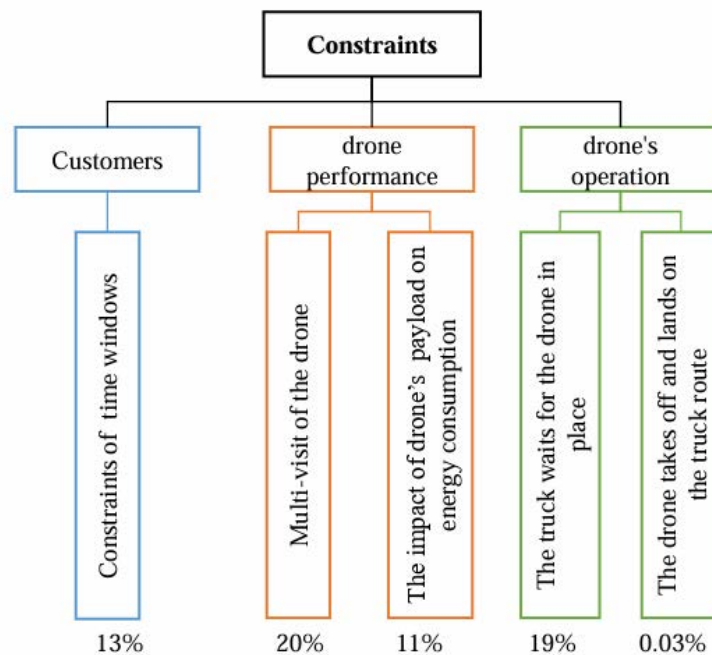 Constraints
Customers
drone
performance
drone's
operation
Constraints of time windows
Multi-visit of the drone
The impact of drone’s payload on
energy consumption
The truck waits for the drone in
place
The drone takes off and lands on
the truck route
13%
20%
11%
19%
0.03%